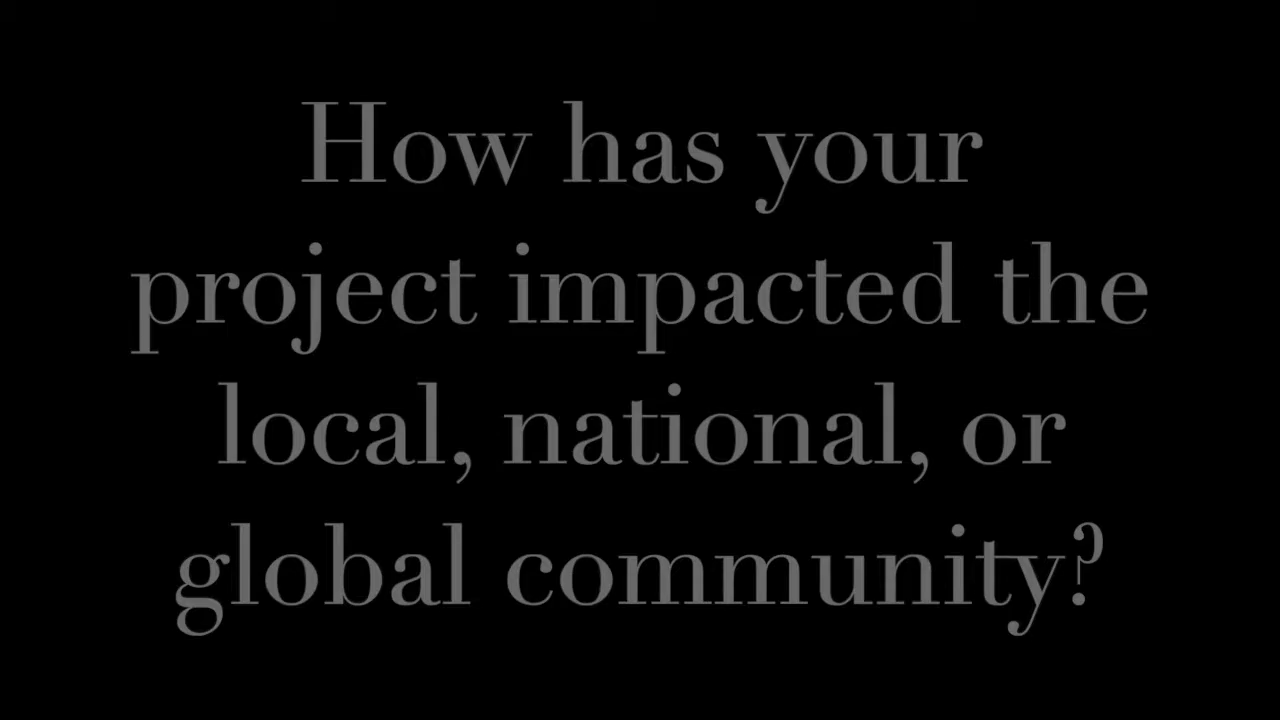 How has your
project impacted the
local, national, or
global community?